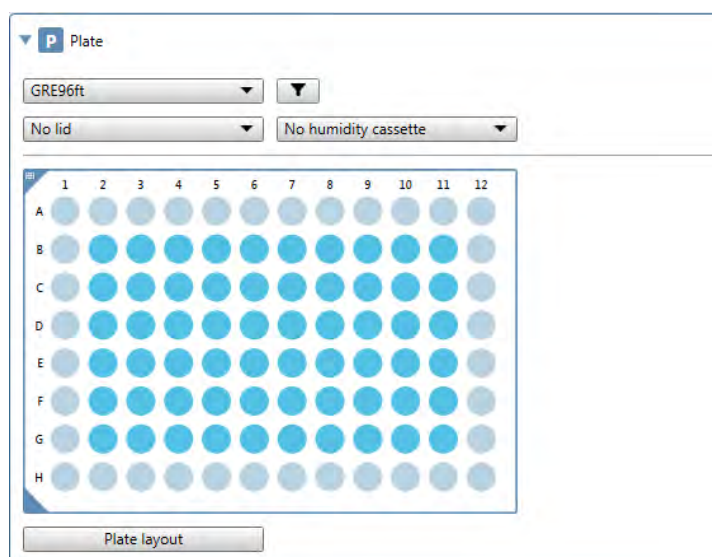 P Plate
GRE96ft
No lid No humidity cassette
1 2 3 4 5 6 7 8 9 10 11 12
A
B
C
D
E
F
G
H
Plate layout